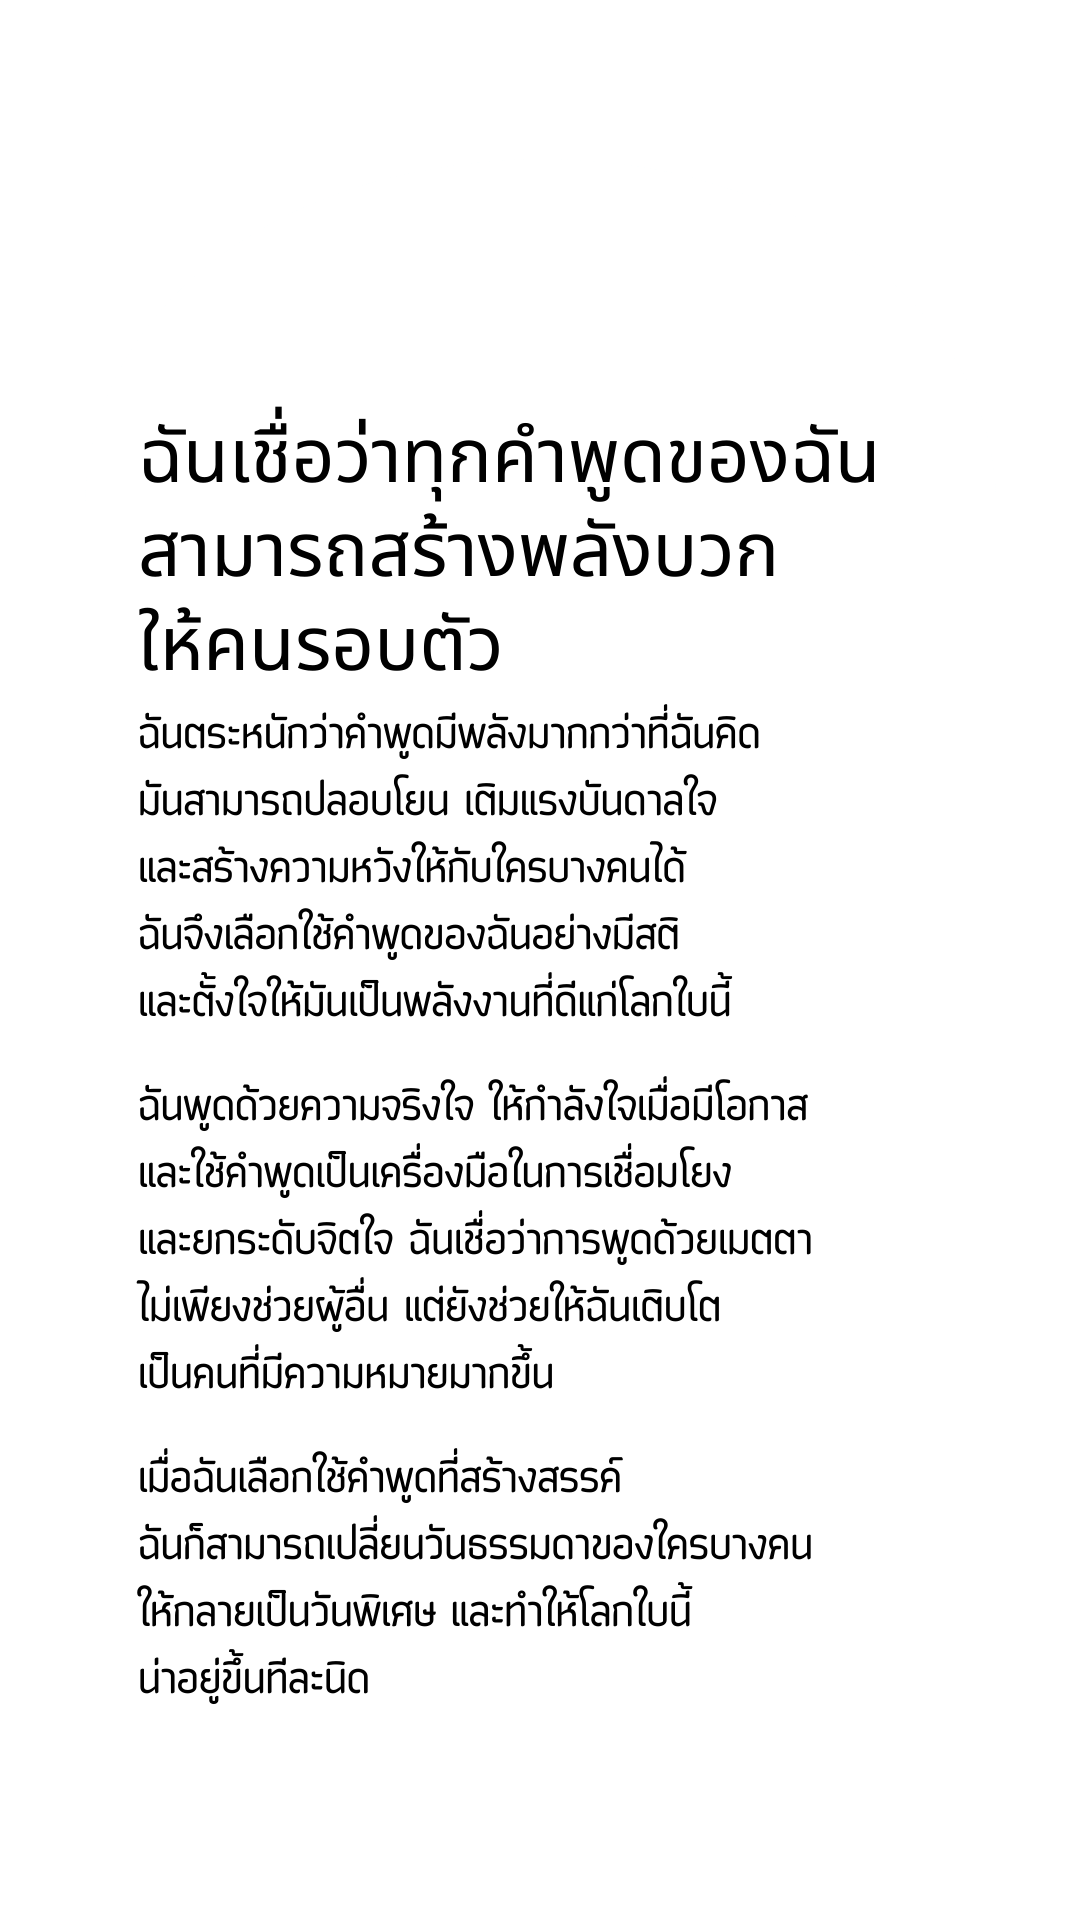 ฉันเชื่อว่าทุกคำพูดของฉัน
สามารถสร้างพลังบวก
ให้คนรอบตัว
ฉันตระหนักว่าคำพูดมีพลังมากกว่าที่ฉันคิด
มันสามารถปลอบโยน เติมแรงบันดาลใจ
และสร้างความหวังให้กับใครบางคนได้
ฉันจึงเลือกใช้คำพูดของฉันอย่างมีสติ
และตั้งใจให้มันเป็นพลังงานที่ดีแก่โลกใบนี้
ฉันพูดด้วยความจริงใจ ให้กำลังใจเมื่อมีโอกาส
และใช้คำพูดเป็นเครื่องมือในการเชื่อมโยง
และยกระดับจิตใจ ฉันเชื่อว่าการพูดด้วยเมตตา
ไม่เพียงช่วยผู้อื่น แต่ยังช่วยให้ฉันเติบโต
เป็นคนที่มีความหมายมากขึ้น
เมื่อฉันเลือกใช้คำพูดที่สร้างสรรค์
ฉันก็สามารถเปลี่ยนวันธรรมดาของใครบางคน
ให้กลายเป็นวันพิเศษ และทำให้โลกใบนี้
น่าอยู่ขึ้นทีละนิด